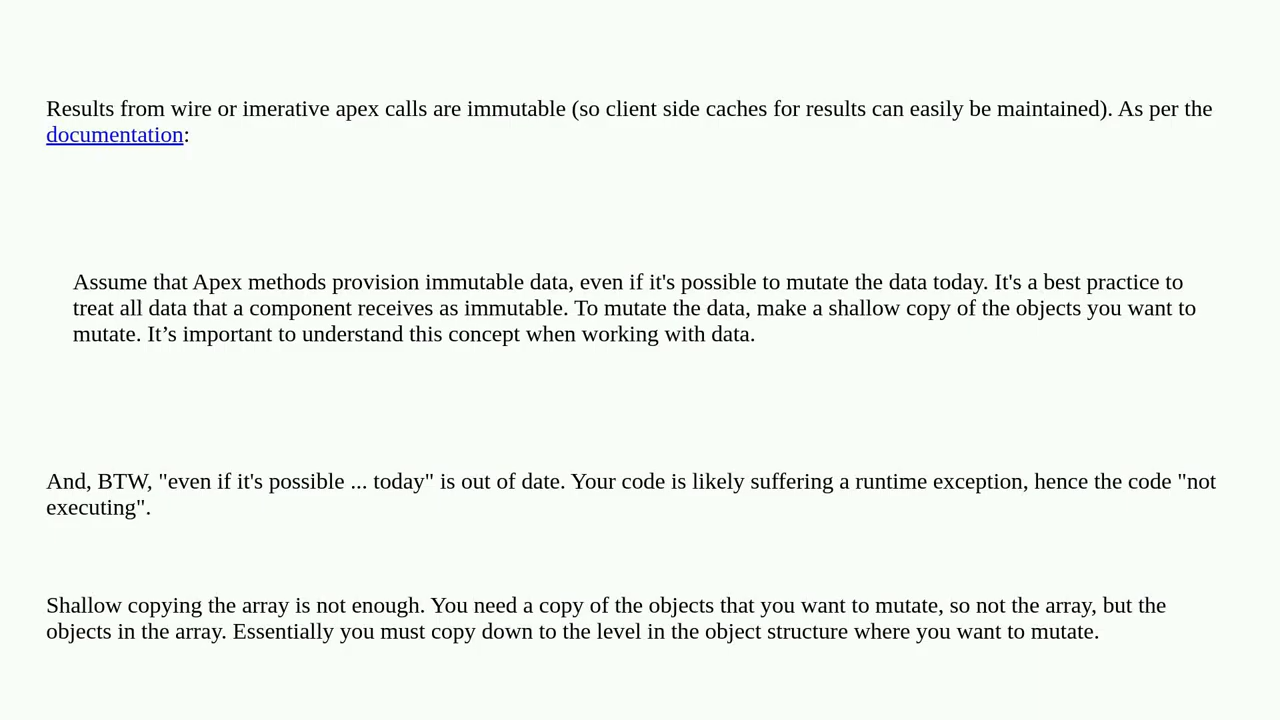 Results from wire or imerative apex calls are immutable (so client side caches for results can easily be maintained). As per the
documentation:
Assume that Apex methods provision immutable data, even if it's possible to mutate the data today. It's a best practice to
treat all data that a component receives as immutable. To mutate the data, make a shallow copy of the objects you want to
mutate. It’s important to understand this concept when working with data.
And, BTW, "even if it's possible ... today" is out of date. Your code is likely suffering a runtime exception, hence the code "not
executing".
Shallow copying the array is not enough. You need a copy of the objects that you want to mutate, so not the array, but the
objects in the array. Essentially you must copy down to the level in the object structure where you want to mutate.